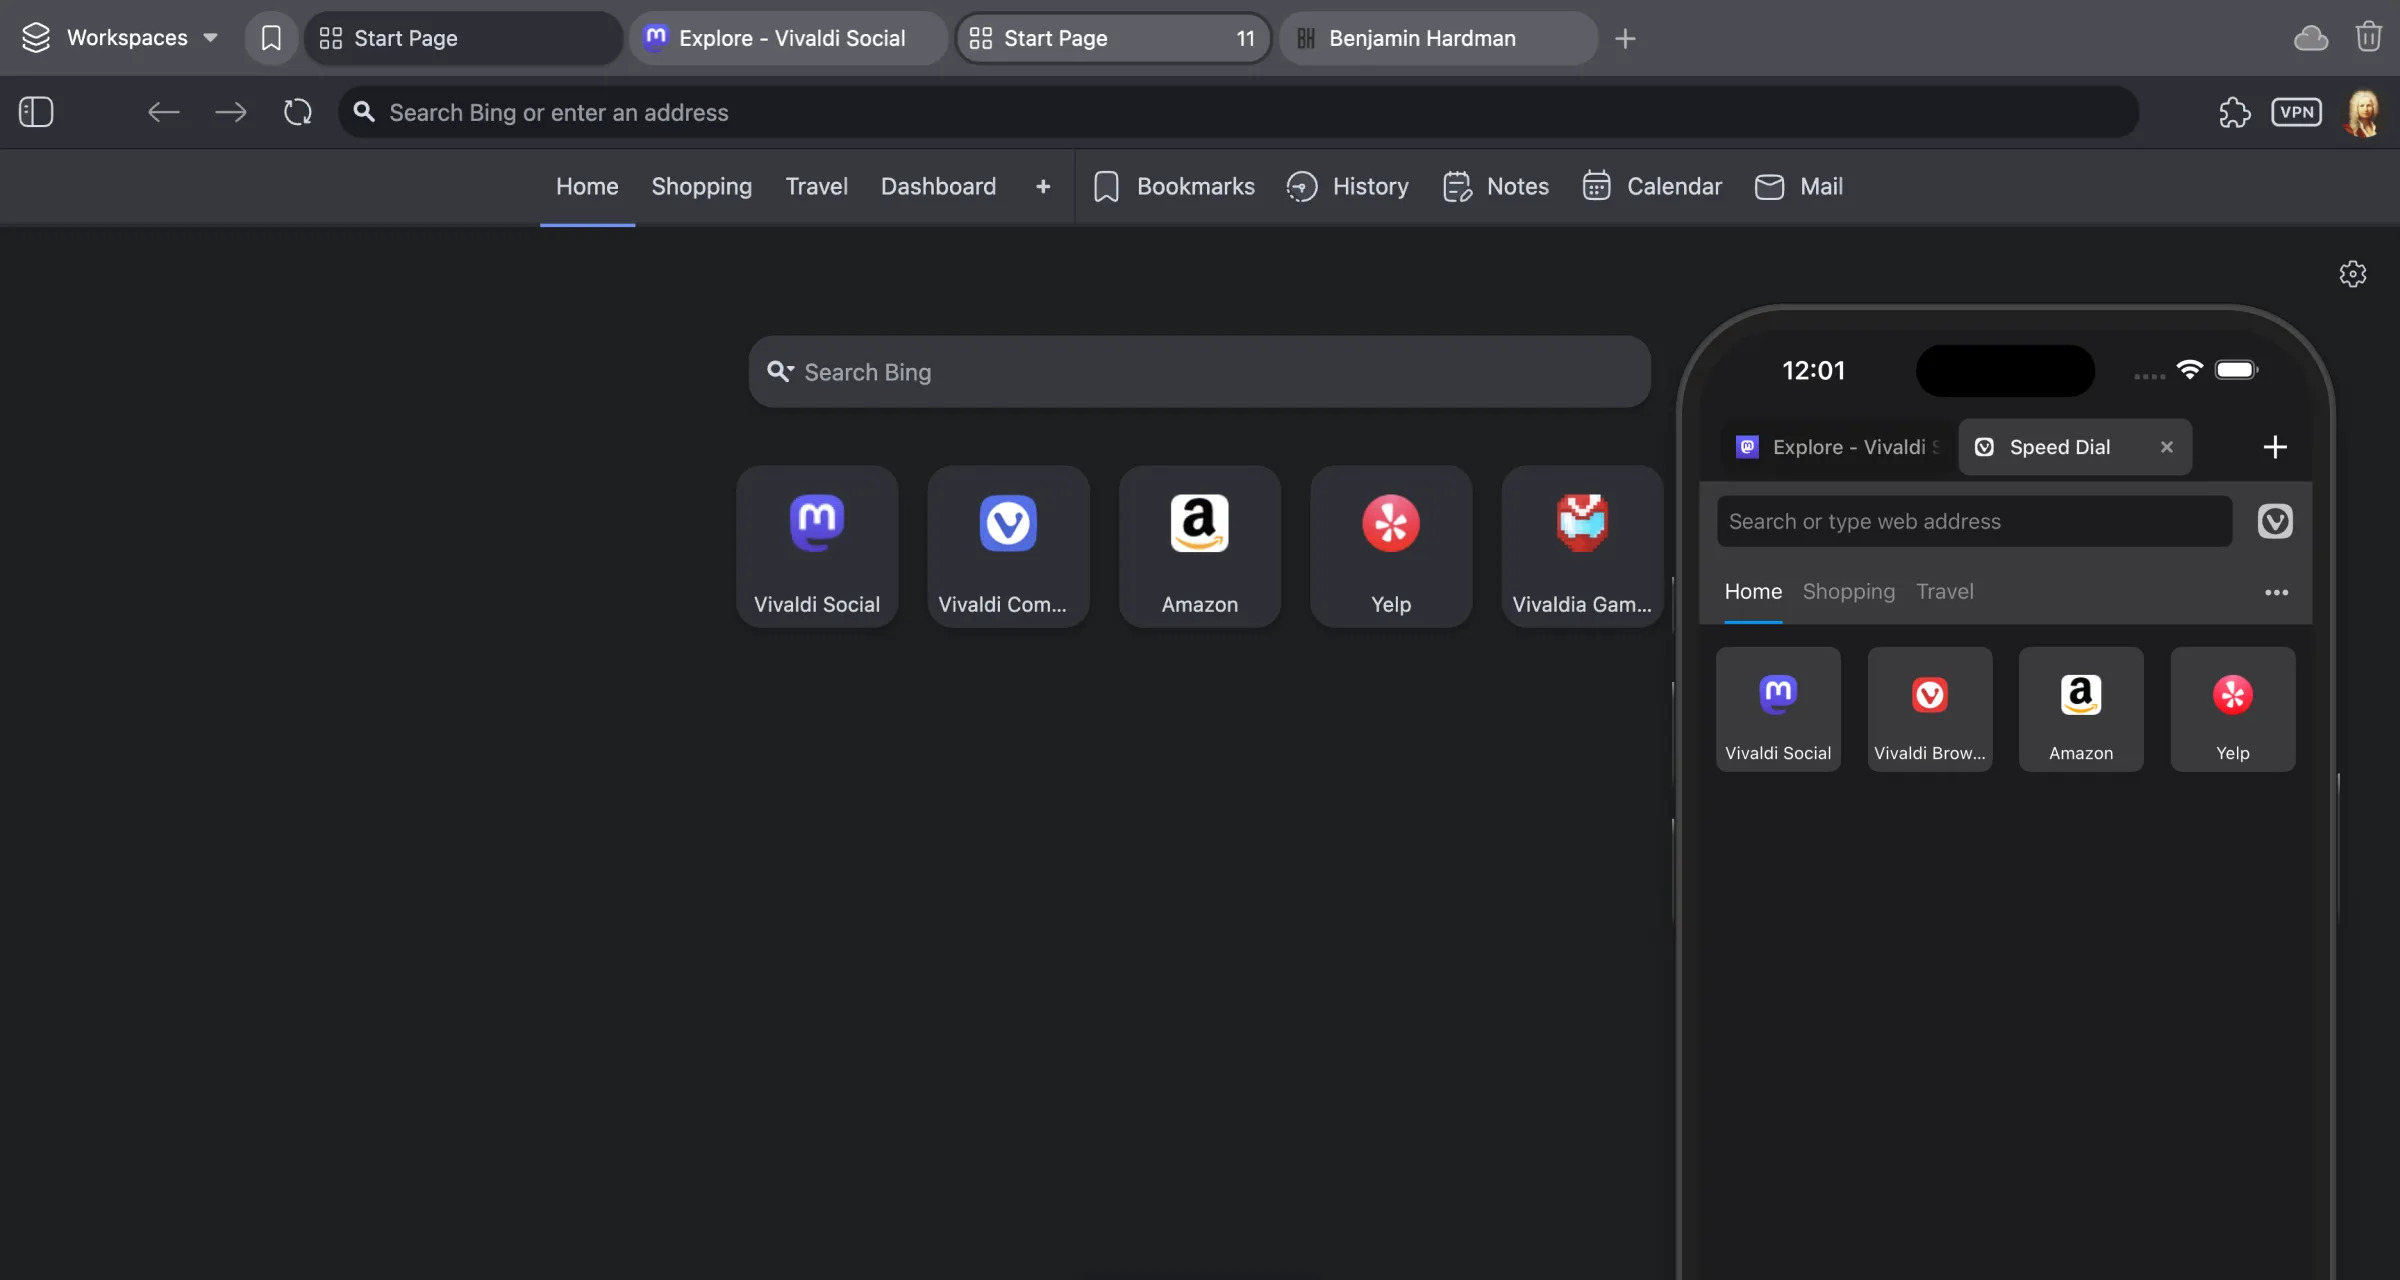 Workspaces
Start Page
Explore - Vivaldi Social
Start Page 11
BH Benjamin Hardman
Search Bing or enter an address
VPN
Home Shopping Travel Dashboard + Bookmarks History Notes Calendar Mail
Search Bing
Vivaldi Social
Vivaldi Com...
Amazon
Yelp
Vivaldia Gam...
12:01
Explore - Vivaldi S
Speed Dial
Search or type web address
Home Shopping Travel
Vivaldi Social
Vivaldi Brow...
Amazon
Yelp